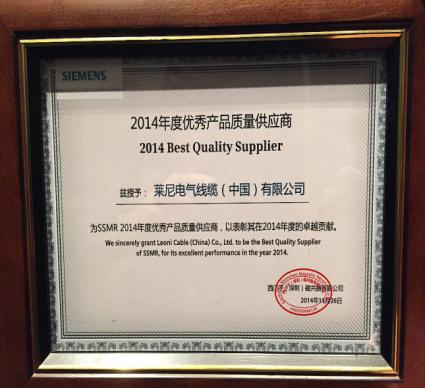 SIEMENS
2014年度优秀产品质量供应商
2014 Best Quality Supplier
兹授予： 莱尼电气线缆（中国）有限公司
为SSMR 2014年度优秀产品质量供应商，以表彰其在2014年度的卓越贡献。
We sincerely grant Leoni Cable (China) Co., Ltd. to be the Best Quality Supplier
of SSMR, for its excellent performance in the year 2014.
西门子（深圳）磁共振有限公司
2014年11月26日